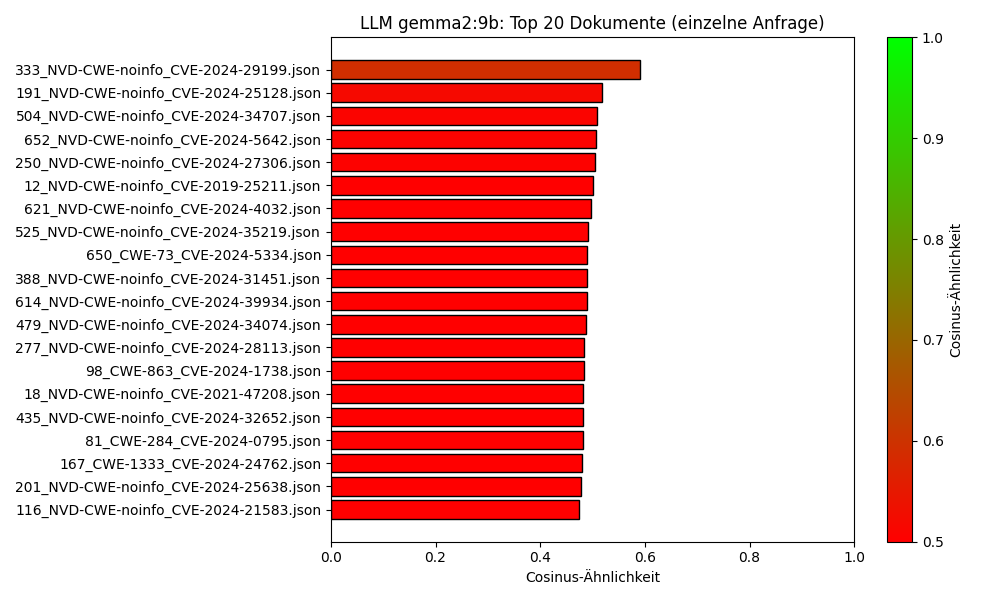 LLM gemma2:9b: Top 20 Dokumente (einzelne Anfrage)
333_NVD-CWE-noinfo_CVE-2024-29199.json
191_NVD-CWE-noinfo_CVE-2024-25128.json
504_NVD-CWE-noinfo_CVE-2024-34707.json
652_NVD-CWE-noinfo_CVE-2024-5642.json
250_NVD-CWE-noinfo_CVE-2024-27306.json
12_NVD-CWE-noinfo_CVE-2019-25211.json
621_NVD-CWE-noinfo_CVE-2024-4032.json
525_NVD-CWE-noinfo_CVE-2024-35219.json
650_CWE-73_CVE-2024-5334.json
388_NVD-CWE-noinfo_CVE-2024-31451.json
614_NVD-CWE-noinfo_CVE-2024-39934.json
479_NVD-CWE-noinfo_CVE-2024-34074.json
277_NVD-CWE-noinfo_CVE-2024-28113.json
98_CWE-863_CVE-2024-1738.json
18_NVD-CWE-noinfo_CVE-2021-47208.json
435_NVD-CWE-noinfo_CVE-2024-32652.json
81_CWE-284_CVE-2024-0795.json
167_CWE-1333_CVE-2024-24762.json
201_NVD-CWE-noinfo_CVE-2024-25638.json
116_NVD-CWE-noinfo_CVE-2024-21583.json
0.0 0.2 0.4 0.6 0.8 1.0
Cosinus-Ähnlichkeit
1.0
0.9
0.8
0.7
0.6
0.5
Cosinus-Ähnlichkeit